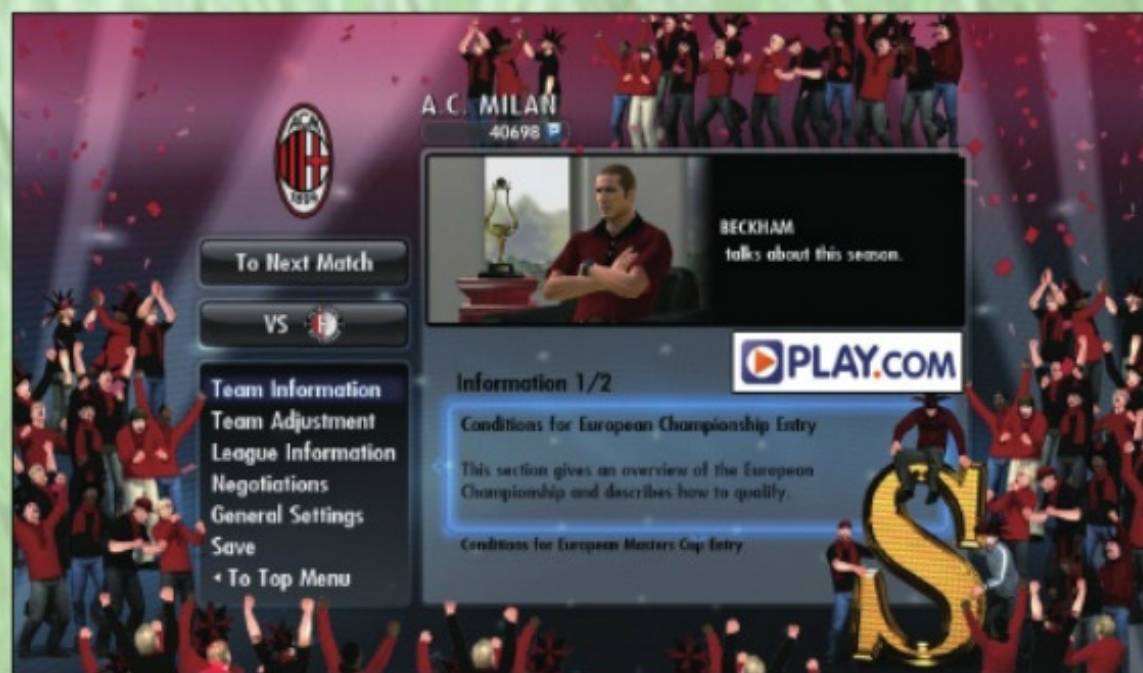 A.C. MILAN
40698 P
1899
To Next Match
VS
BECKHAM
talks about this season.
PLAY.COM
Team Information
Team Adjustment
League Information
Negotiations
General Settings
Save
To Top Menu
Information 1/2
Conditions for European Championship Entry
This section gives an overview of the European
Championship and describes how to qualify.
Conditions for European Masters Cup Entry
S